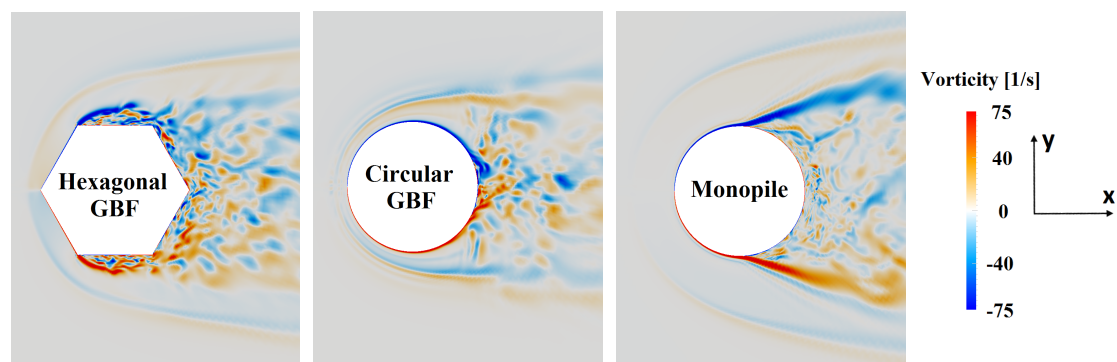 Hexagonal
GBF
Circular
GBF
Monopile
Vorticity [1/s]
75
40
0
-40
-75
y
x